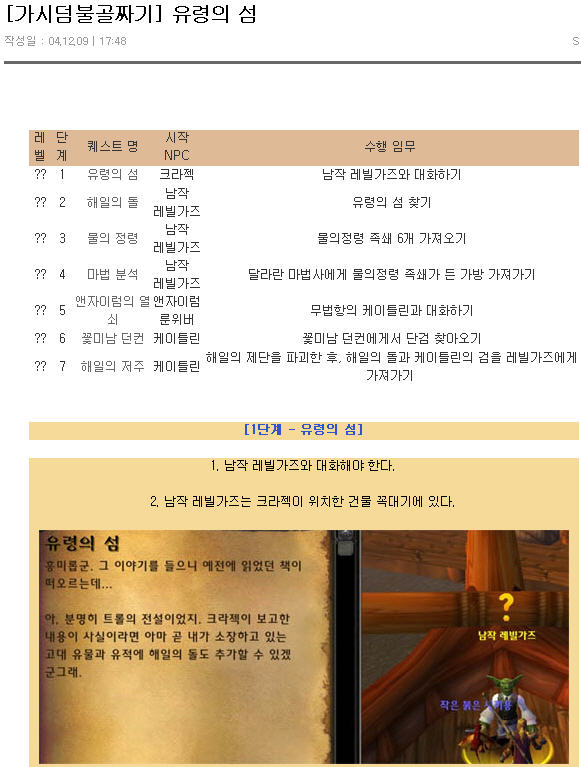 [가시덤불골짜기] 유령의 섬
작성일 : 04.12.09 | 17:48
S
레벨 단계 퀘스트 명 시작 NPC 수행 임무
?? 1 유령의 섬 크라젝 남작 레빌가즈와 대화하기
?? 2 해일의 돌 남작 레빌가즈 유령의 섬 찾기
?? 3 물의 정령 남작 레빌가즈 물의정령 족쇄 6개 가져오기
?? 4 마법 분석 남작 레빌가즈 달라란 마법사에게 물의정령 족쇄가 든 가방 가져가기
?? 5 앤자이럼의 열쇠 앤자이럼 룬위버 무법항의 케이틀린과 대화하기
?? 6 꽃미남 던컨 케이틀린 꽃미남 던컨에게서 단검 찾아오기
?? 7 해일의 저주 케이틀린 해일의 제단을 파괴한 후, 해일의 돌과 케이틀린의 검을 레빌가즈에게 가져가기
[1단계 - 유령의 섬]
1. 남작 레빌가즈와 대화해야 한다.
2. 남작 레빌가즈는 크라젝이 위치한 건물 꼭대기에 있다.
유령의 섬
흥미롭군. 그 이야기를 들으니 예전에 읽었던 책이
떠오르는데...
아, 분명히 트롤의 전설이었지. 크라젝이 보고한
내용이 사실이라면 아마 곧 내가 소장하고 있는
고대 유물과 유적에 해일의 돌도 추가할 수 있겠
군그래.
?
남작 레빌가즈
작은 붉은